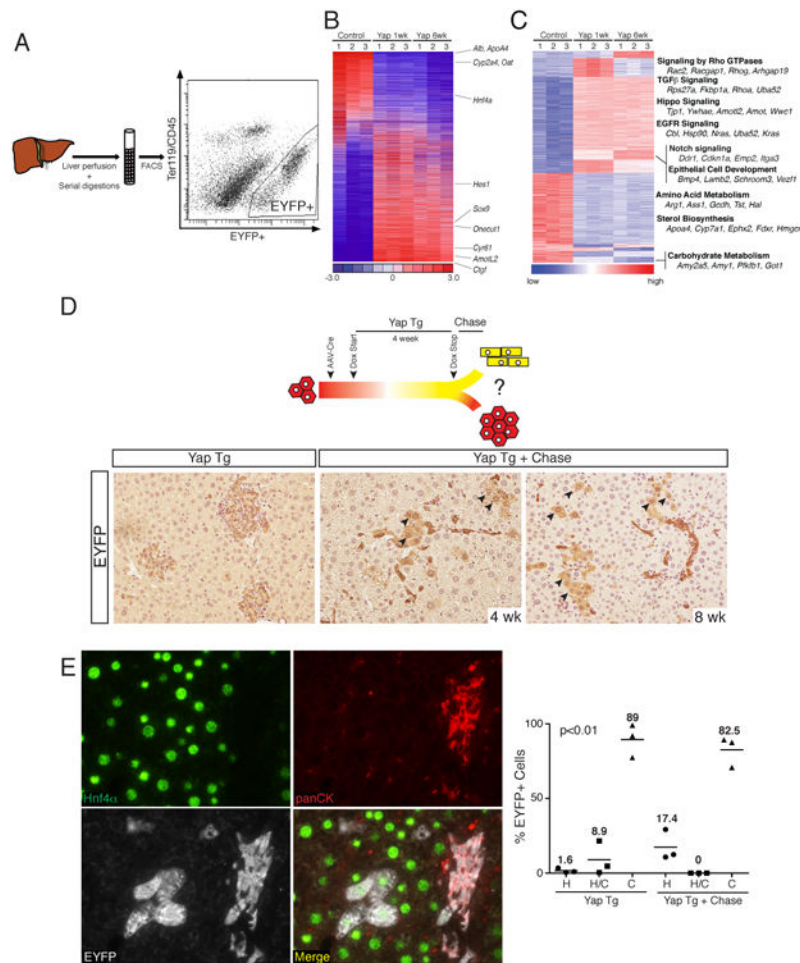 A
Liver perfusion
+
Serial digestions
FACS
Ter119/CD45
EYFP+
EYFP+
B
Control
Yap 1wk
Yap 6wk
1 2 3 1 2 3 1 2 3
Alb, ApoA4
Cyp2e4, Oat
Hnf4a
Hes1
Sox9
Onecut1
Cyr61
AmotL2
Ctgf
-3.0 0 3.0
C
Control
Yap 1wk
Yap 6wk
1 2 3 1 2 3 1 2 3
Signaling by Rho GTPases
Rac2, Racgap1, Rhog, Arhgap19
TGFβ Signaling
Rps27a, Fkbp1a, Rhoa, Uba52
Hippo Signaling
Tjp1, Ywhae, Amotl2, Amot, Wwc1
EGFR Signaling
Cbl, Hsp90, Nras, Uba52, Kras
Notch signaling
Ddr1, Cdkn1a, Emp2, Itga3
Epithelial Cell Development
Bmp4, Lamb2, Schroom3, Vezf1
Amino Acid Metabolism
Arg1, Ass1, Gcdh, Tst, Hal
Sterol Biosynthesis
Apoa4, Cyp7a1, Ephx2, Fdxr, Hmgcr
Carbohydrate Metabolism
Amy2a5, Amy1, Pfkfb1, Got1
low high
D
Yap Tg
Chase
4 week
AAV-Cre
Dox Start
Dox Stop
?
Yap Tg
Yap Tg + Chase
EYFP
4 wk
8 wk
E
Hnf4α
panCK
EYFP
Merge
% EYFP+ Cells
100
50
0
p<0.01
1.6
8.9
89
17.4
0
82.5
H H/C C H H/C C
Yap Tg
Yap Tg + Chase